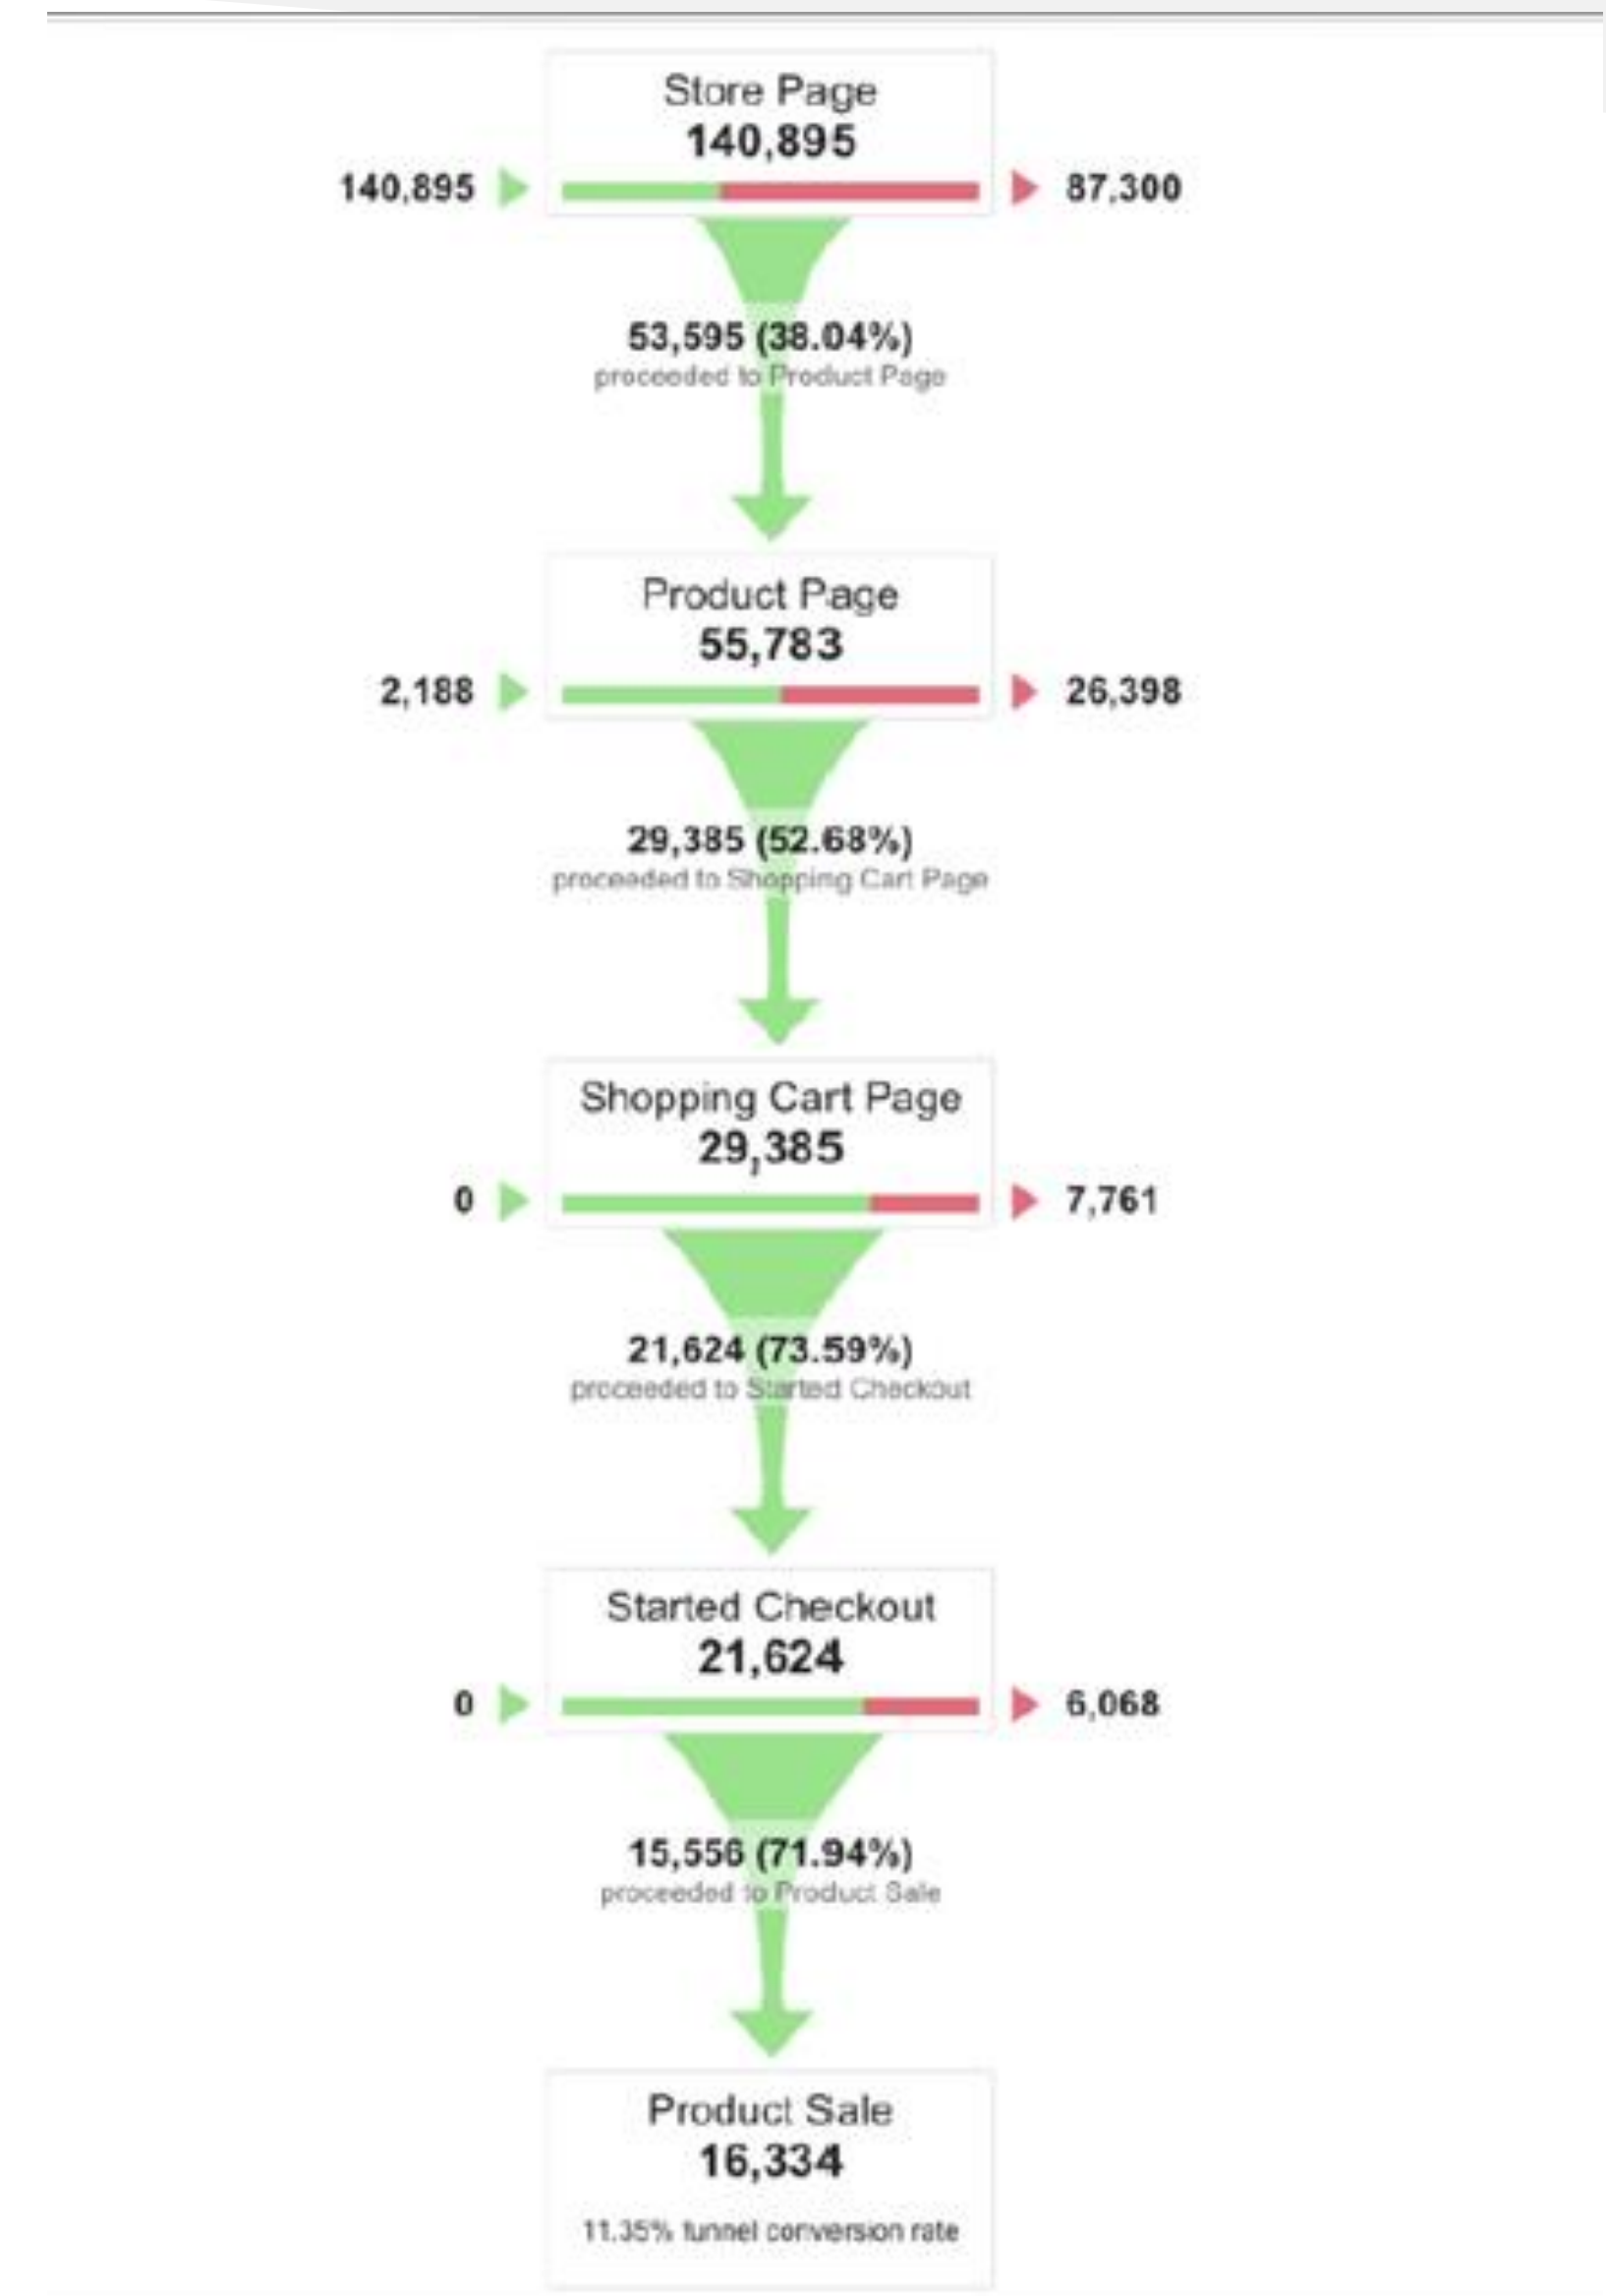 Store Page
140,895
140,895
87,300
53,595 (38.04%)
proceeded to Product Page
Product Page
55,783
2,188
26,398
29,385 (52.68%)
proceeded to Shopping Cart Page
Shopping Cart Page
29,385
0
7,761
21,624 (73.59%)
proceeded to Started Checkout
Started Checkout
21,624
0
6,068
15,556 (71.94%)
proceeded to Product Sale
Product Sale
16,334
11.35% funnel conversion rate